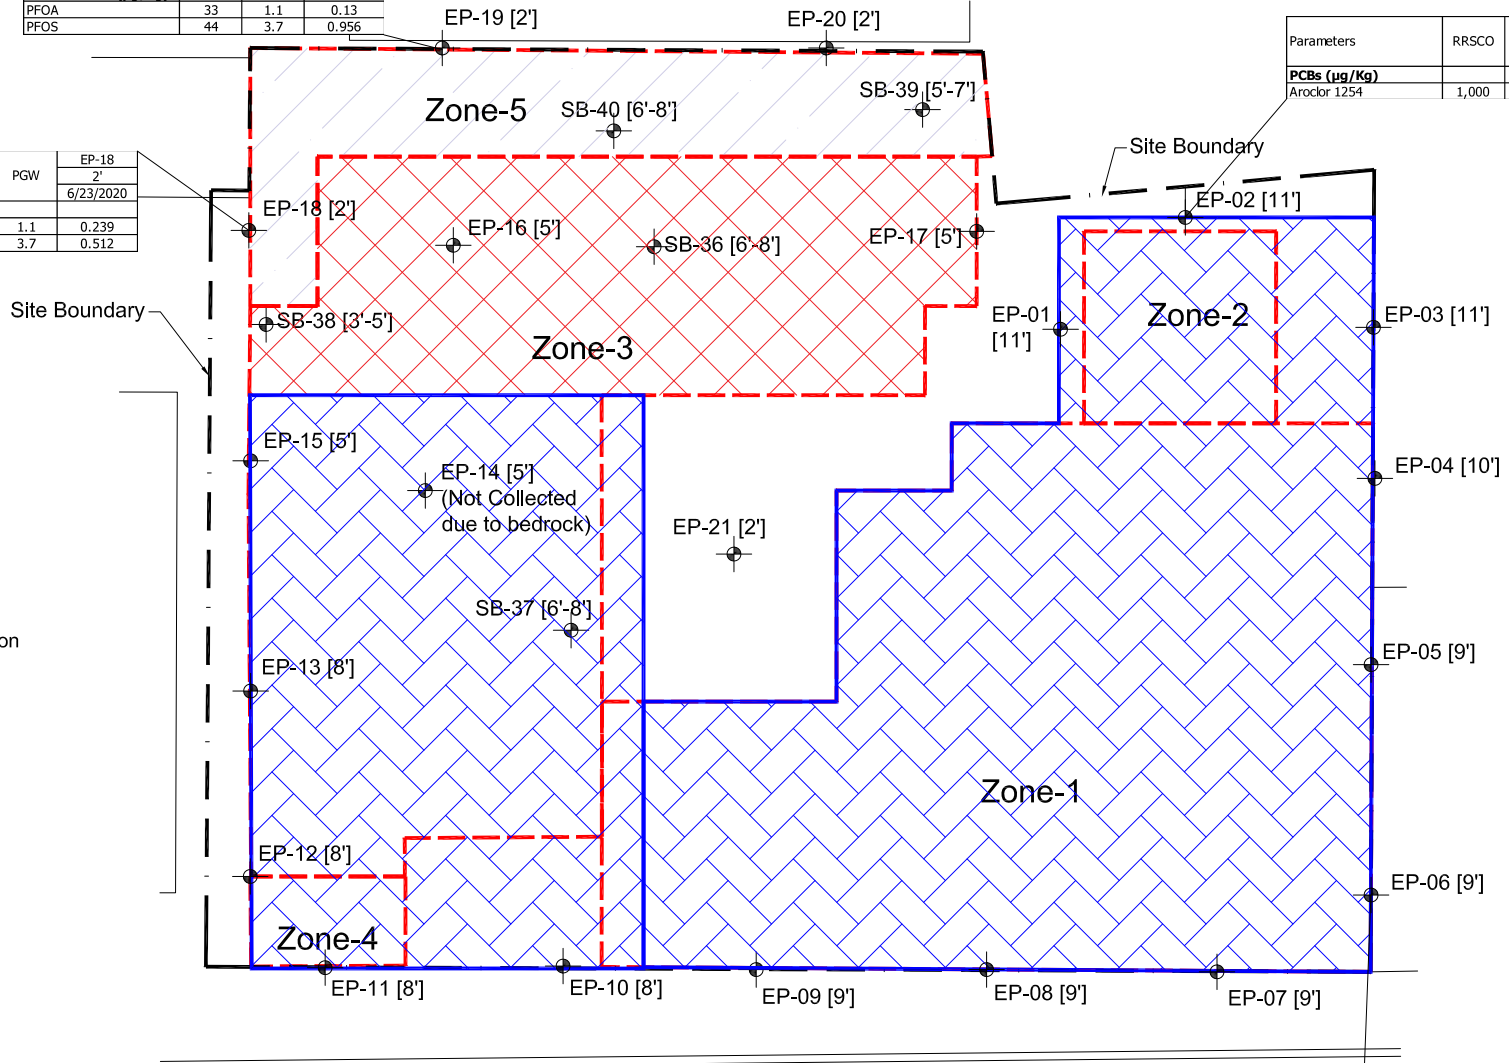 PFOA 33 1.1 0.13
PFOS 44 3.7 0.956
EP-19 [2']
EP-20 [2']
Parameters RRSCO
PCBs (µg/Kg)
Aroclor 1254 1,000
Zone-5
SB-40 [6'-8']
SB-39 [5'-7']
Site Boundary
PGW EP-18
2'
6/23/2020
1.1 0.239
3.7 0.512
EP-18 [2']
EP-16 [5']
SB-36 [6'-8']
EP-17 [5']
EP-02 [11']
Site Boundary
SB-38 [3'-5']
Zone-3
EP-01
[11']
Zone-2
EP-03 [11']
EP-15 [5']
EP-14 [5']
(Not Collected
due to bedrock)
EP-04 [10']
EP-21 [2']
SB-37 [6'-8']
on
EP-13 [8']
EP-05 [9']
Zone-1
EP-12 [8']
EP-06 [9']
Zone-4
EP-11 [8']
EP-10 [8']
EP-09 [9']
EP-08 [9']
EP-07 [9']